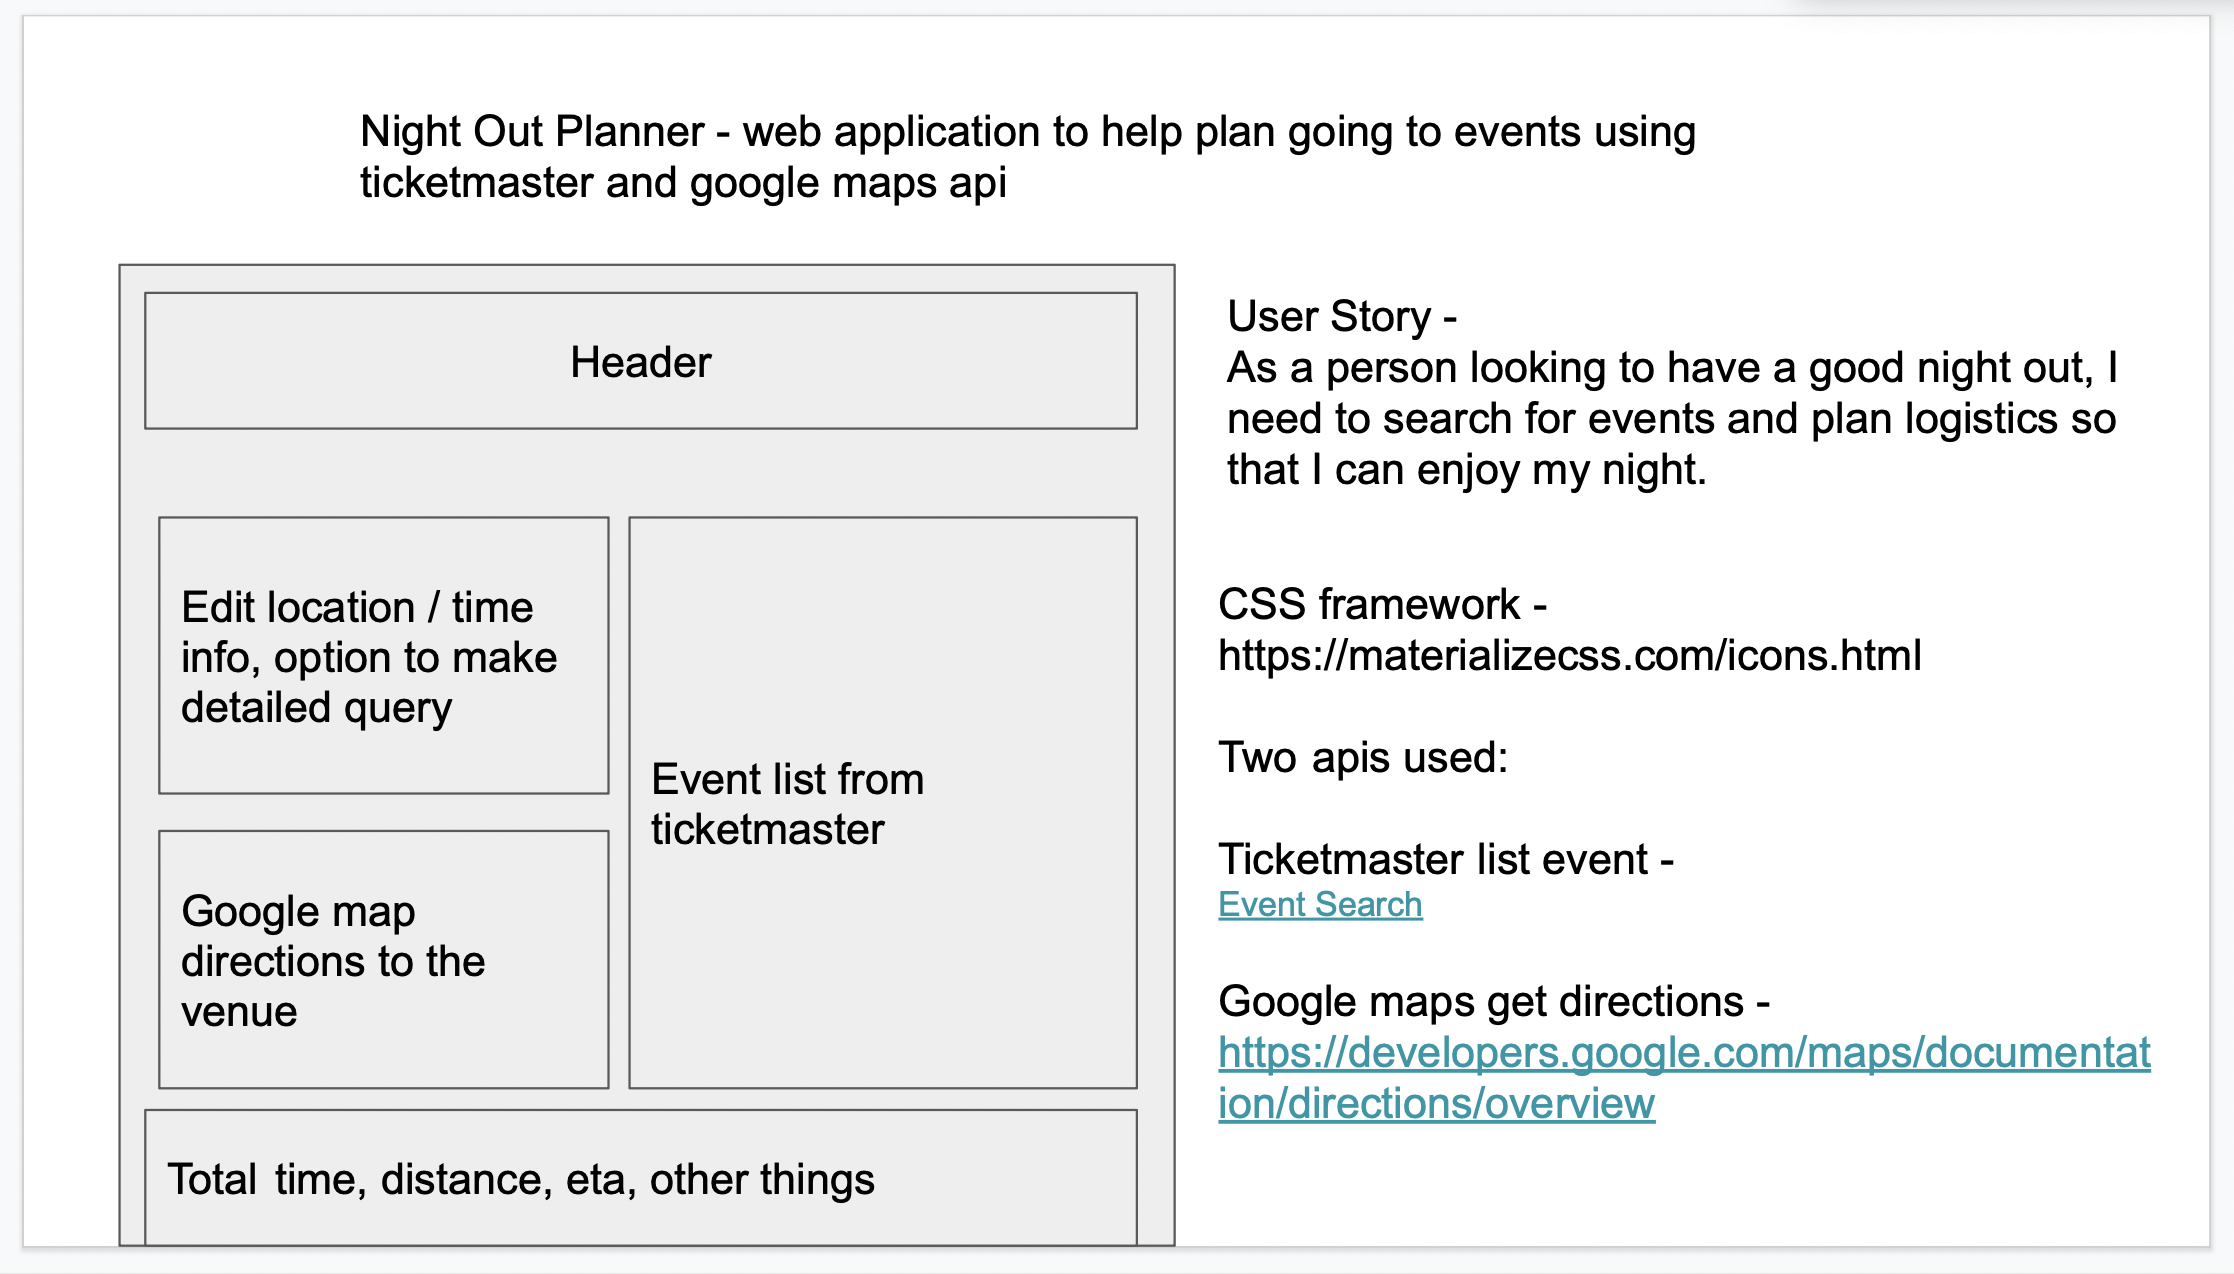 Night Out Planner - web application to help plan going to events using
ticketmaster and google maps api
Header
Edit location / time
info, option to make
detailed query
Google map
directions to the
venue
Event list from
ticketmaster
Total time, distance, eta, other things
User Story -
As a person looking to have a good night out, I
need to search for events and plan logistics so
that I can enjoy my night.
CSS framework -
https://materializecss.com/icons.html
Two apis used:
Ticketmaster list event -
Event Search
Google maps get directions -
https://developers.google.com/maps/documentat
ion/directions/overview